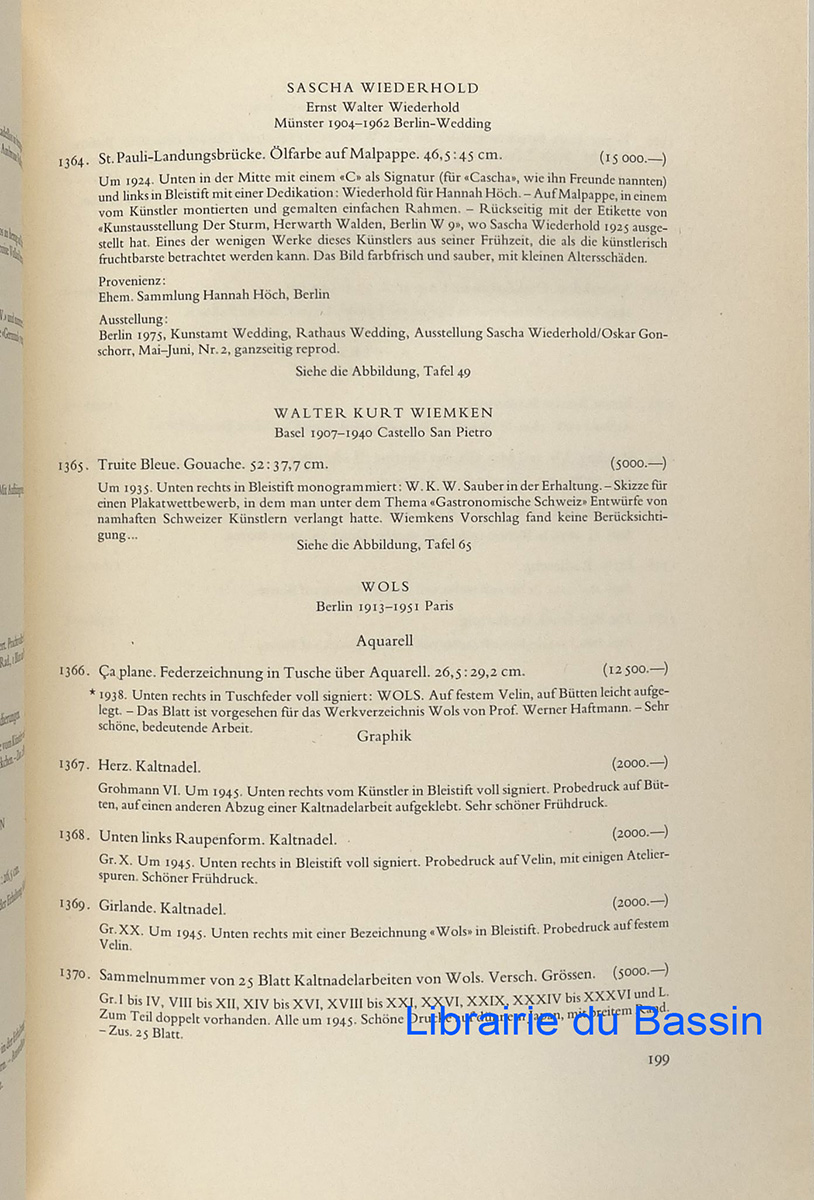 SASCHA WIEDERHOLD
Ernst Walter Wiederhold
Münster 1904–1962 Berlin-Wedding
1364. St. Pauli-Landungsbrücke. Ölfarbe auf Malpappe. 46,5:45 cm. (15 000.—)
Um 1924. Unten in der Mitte mit einem «C» als Signatur (für «Cascha», wie ihn Freunde nannten)
und links in Bleistift mit einer Dedikation: Wiederhold für Hannah Höch. – Auf Malpappe, in einem
vom Künstler montierten und gemalten einfachen Rahmen. – Rückseitig mit der Etikette von
«Kunstausstellung Der Sturm, Herwarth Walden, Berlin W 9», wo Sascha Wiederhold 1925 ausge-
stellt hat. Eines der wenigen Werke dieses Künstlers aus seiner Frühzeit, die als die künstlerisch
fruchtbarste betrachtet werden kann. Das Bild farbfrisch und sauber, mit kleinen Altersschäden.
Provenienz:
Ehem. Sammlung Hannah Höch, Berlin
Ausstellung:
Berlin 1975, Kunstamt Wedding, Rathaus Wedding, Ausstellung Sascha Wiederhold/Oskar Gon-
schorr, Mai–Juni, Nr. 2, ganzseitig reprod.
Siehe die Abbildung, Tafel 49
WALTER KURT WIEMKEN
Basel 1907–1940 Castello San Pietro
1365. Truite Bleue. Gouache. 52:37,7 cm. (5000.—)
Um 1935. Unten rechts in Bleistift monogrammiert: W. K. W. Sauber in der Erhaltung. – Skizze für
einen Plakatwettbewerb, in dem man unter dem Thema «Gastronomische Schweiz» Entwürfe von
namhaften Schweizer Künstlern verlangt hatte. Wiemkens Vorschlag fand keine Berücksichti-
gung...
Siehe die Abbildung, Tafel 65
WOLS
Berlin 1913–1951 Paris
Aquarell
1366. Ça plane. Federzeichnung in Tusche über Aquarell. 26,5:29,2 cm. (12 500.—)
* 1938. Unten rechts in Tuschfeder voll signiert: WOLS. Auf festem Velin, auf Bütten leicht aufge-
legt. – Das Blatt ist vorgesehen für das Werkverzeichnis Wols von Prof. Werner Haftmann. – Sehr
schöne, bedeutende Arbeit.
Graphik
1367. Herz. Kaltnadel. (2000.—)
Grohmann VI. Um 1945. Unten rechts vom Künstler in Bleistift voll signiert. Probedruck auf Büt-
ten, auf einen anderen Abzug einer Kaltnadelarbeit aufgeklebt. Sehr schöner Frühdruck.
1368. Unten links Raupenform. Kaltnadel. (2000.—)
Gr. X. Um 1945. Unten rechts in Bleistift voll signiert. Probedruck auf Velin, mit einigen Atelier-
spuren. Schöner Frühdruck.
1369. Girlande. Kaltnadel. (2000.—)
Gr. XX. Um 1945. Unten rechts mit einer Bezeichnung «Wols» in Bleistift. Probedruck auf festem
Velin.
1370. Sammelnummer von 25 Blatt Kaltnadelarbeiten von Wols. Versch. Grössen. (5000.—)
Gr. I bis IV, VIII bis XII, XIV bis XVI, XVIII bis XXI, XXVI, XXIX, XXXIV bis XXXVI und L.
Zum Teil doppelt vorhanden. Alle um 1945. Schöne Drucke auf dünnem Japan, mit breitem Rand.
– Zus. 25 Blatt.
Librairie du Bassin
199